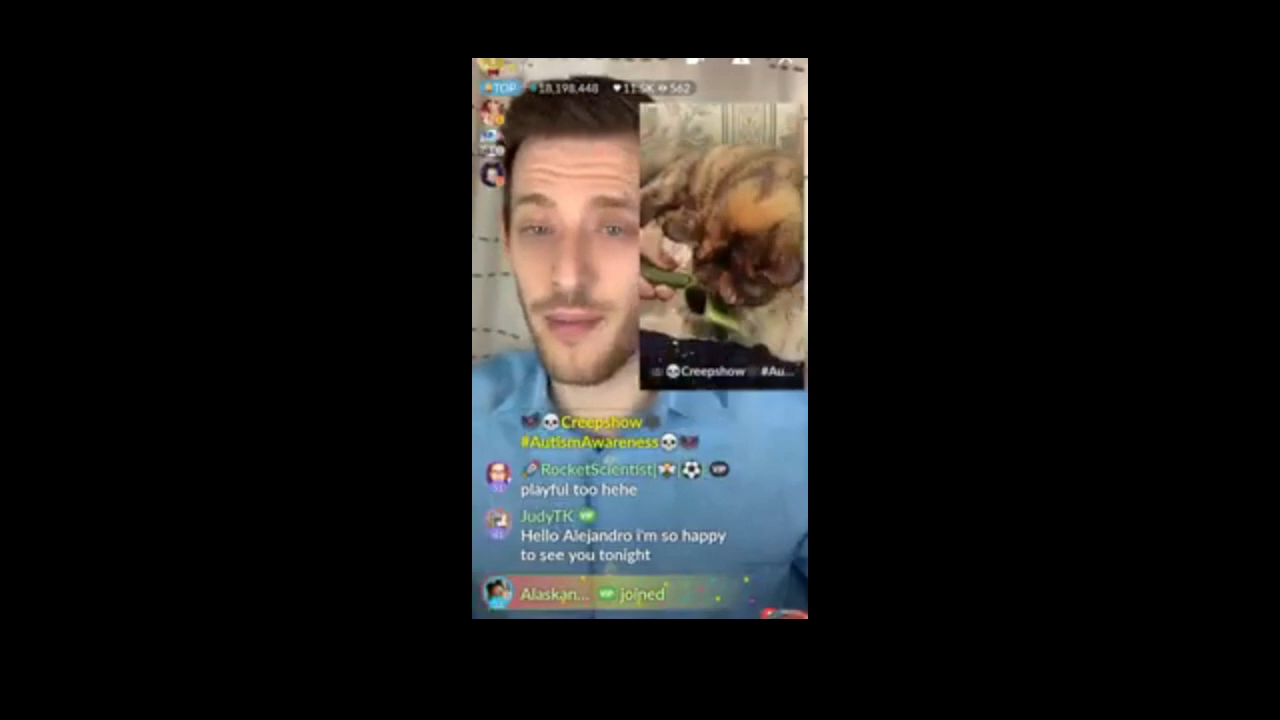 TOP 18,198,448 11.5K 562
Creepshow #Au...
Creepshow
#AutismAwareness
RocketScientist| VIP
playful too hehe
JudyTK VIP
Hello Alejandro i'm so happy
to see you tonight
Alaskan... VIP joined